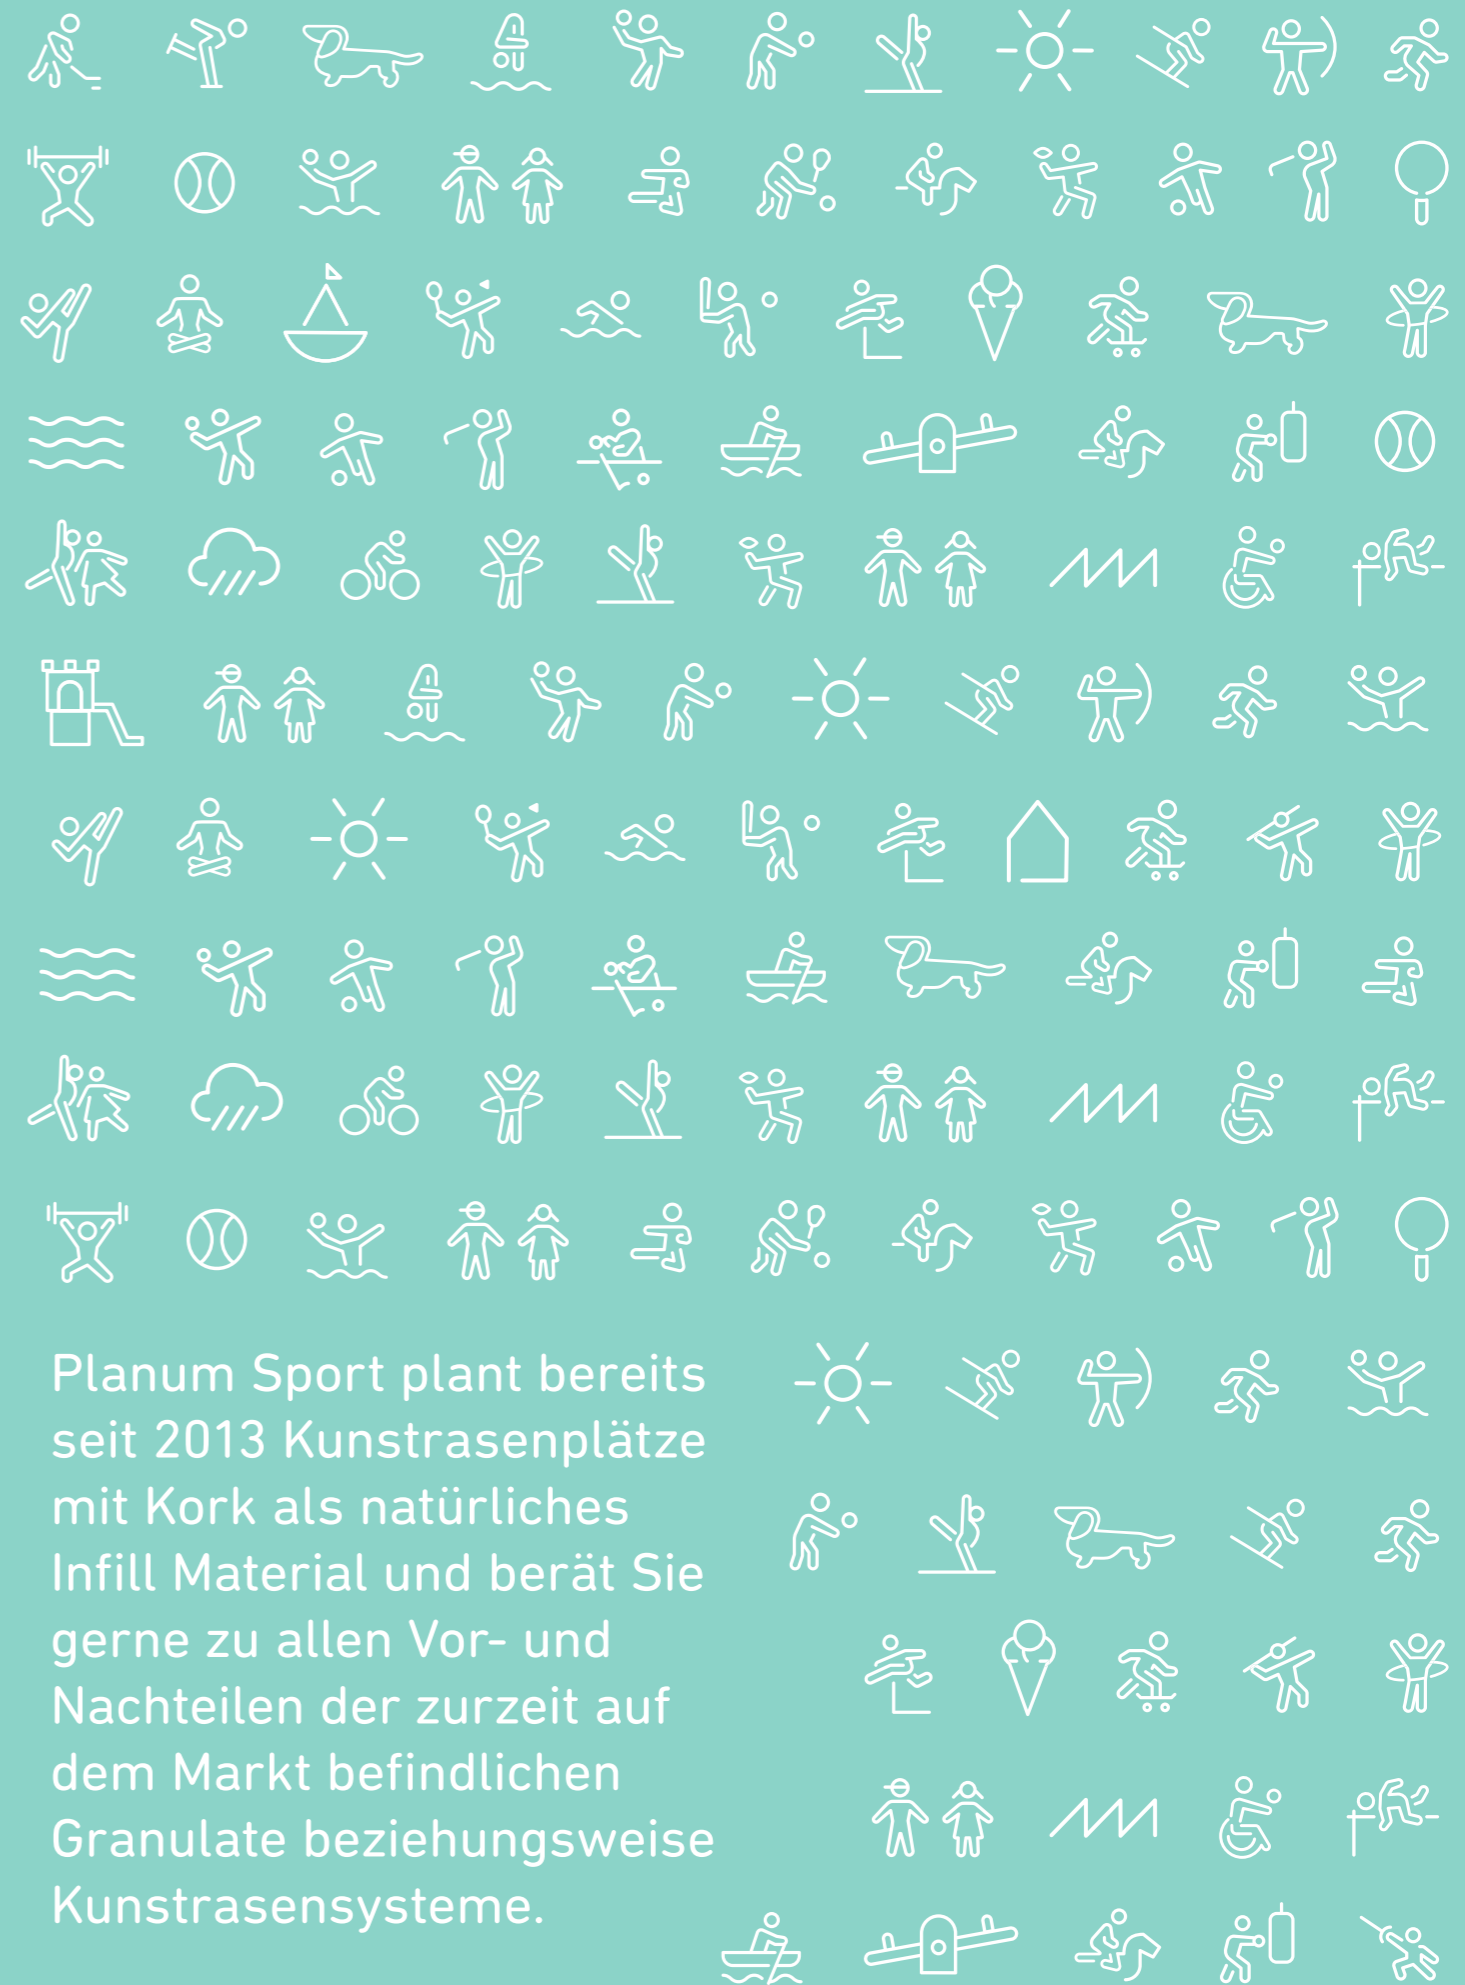 Planum Sport plant bereits
seit 2013 Kunstrasenplätze
mit Kork als natürliches
Infill Material und berät Sie
gerne zu allen Vor- und
Nachteilen der zurzeit auf
dem Markt befindlichen
Granulate beziehungsweise
Kunstrasensysteme.